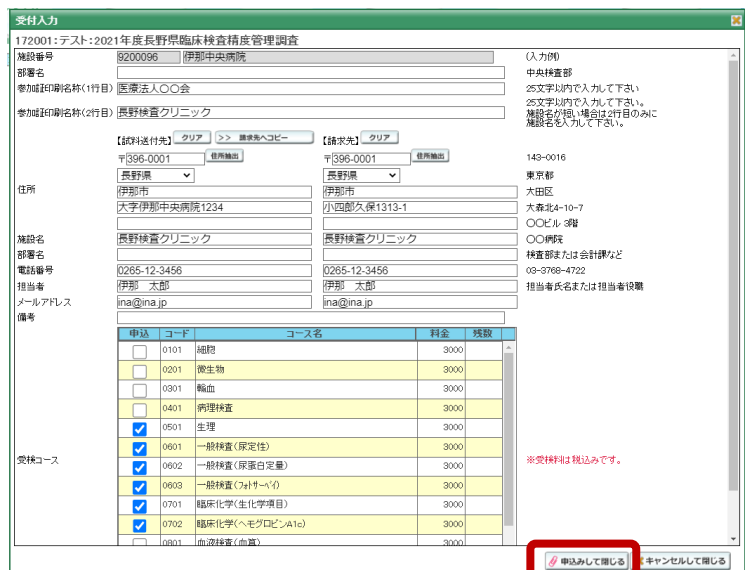 受付入力
172001:テスト:2021年度長野県臨床検査精度管理調査
施設番号 9200096 伊那中央病院 (入力例)
部署名 中央検査部
参加証印刷名称(1行目) 医療法人〇〇会 25文字以内で入力して下さい
参加証印刷名称(2行目) 長野検査クリニック 25文字以内で入力して下さい。
施設名が短い場合は2行目のみに
施設名を入力して下さい。
【試料送付先】 クリア >> 請求先へコピー 【請求先】 クリア
〒396-0001 住所抽出 〒396-0001 住所抽出 143-0016
長野県 長野県 東京都
住所 伊那市 伊那市 大田区
大字伊那中央病院1234 小四郎久保1313-1 大森北4-10-7
〇〇ビル 3階
施設名 長野検査クリニック 長野検査クリニック 〇〇病院
部署名 検査部または会計課など
電話番号 0265-12-3456 0265-12-3456 03-3768-4722
担当者 伊那 太郎 伊那 太郎 担当者氏名または担当者役職
メールアドレス ina@ina.jp ina@ina.jp
備考
申込 コード コース名 料金 残数
0101 細胞 3000
0201 微生物 3000
0301 輸血 3000
0401 病理検査 3000
0501 生理 3000
0601 一般検査(尿定性) 3000
受検コース 0602 一般検査(尿蛋白定量) 3000 ※受検料は税込みです。
0603 一般検査(フォトサーベイ) 3000
0701 臨床化学(生化学項目) 3000
0702 臨床化学(ヘモグロビンA1c) 3000
0801 血液検査(血算) 3000
申込みして閉じる キャンセルして閉じる